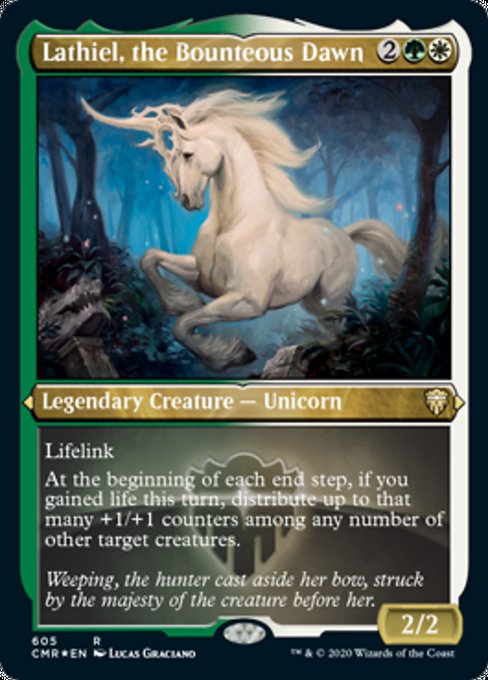 Lathiel, the Bounteous Dawn 2
Legendary Creature — Unicorn
Lifelink
At the beginning of each end step, if you
gained life this turn, distribute up to that
many +1/+1 counters among any number of
other target creatures.
Weeping, the hunter cast aside her bow, struck
by the majesty of the creature before her.
2/2
605 R
CMR★EN Lucas Graciano
™ & © 2020 Wizards of the Coast